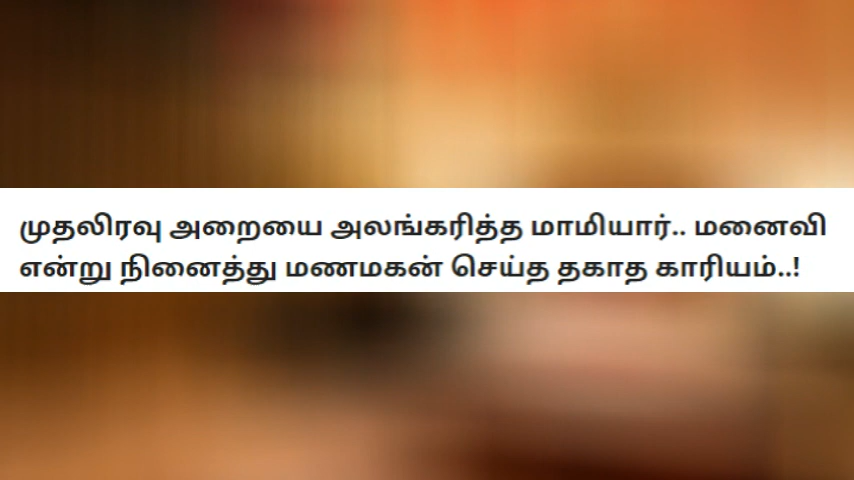 முதலிரவு அறையை அலங்கரித்த மாமியார்.. மனைவி
என்று நினைத்து மணமகன் செய்த தகாத காரியம்..!